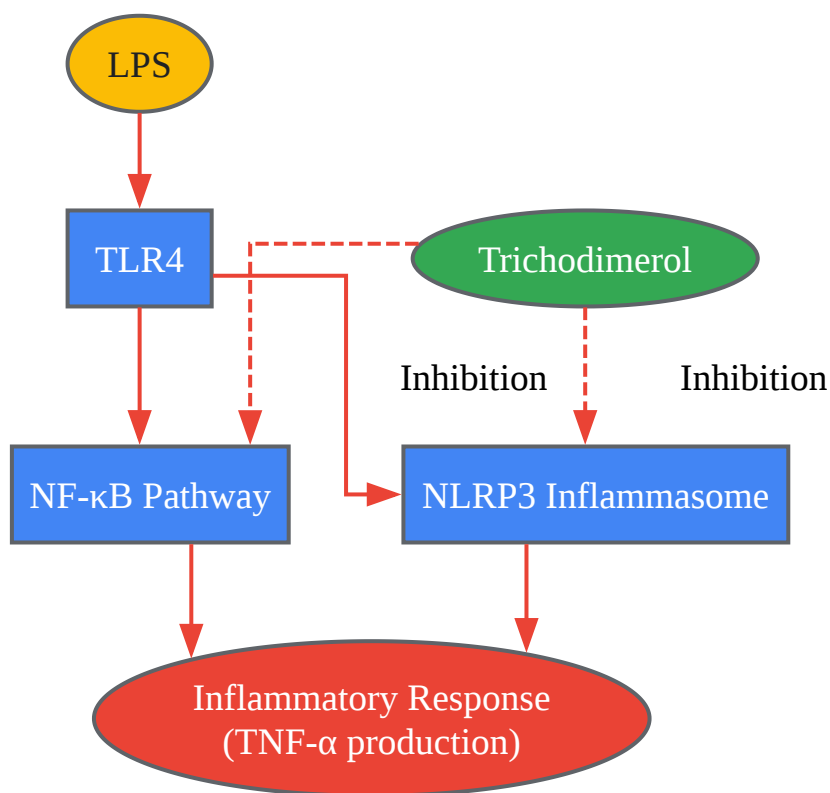 LPS
TLR4
Trichodimerol
Inhibition
Inhibition
NF-κB Pathway
NLRP3 Inflammasome
Inflammatory Response
(TNF-α production)